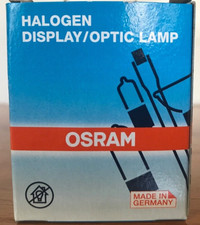 HALOGEN
DISPLAY/OPTIC LAMP
OSRAM
MADE IN
GERMANY